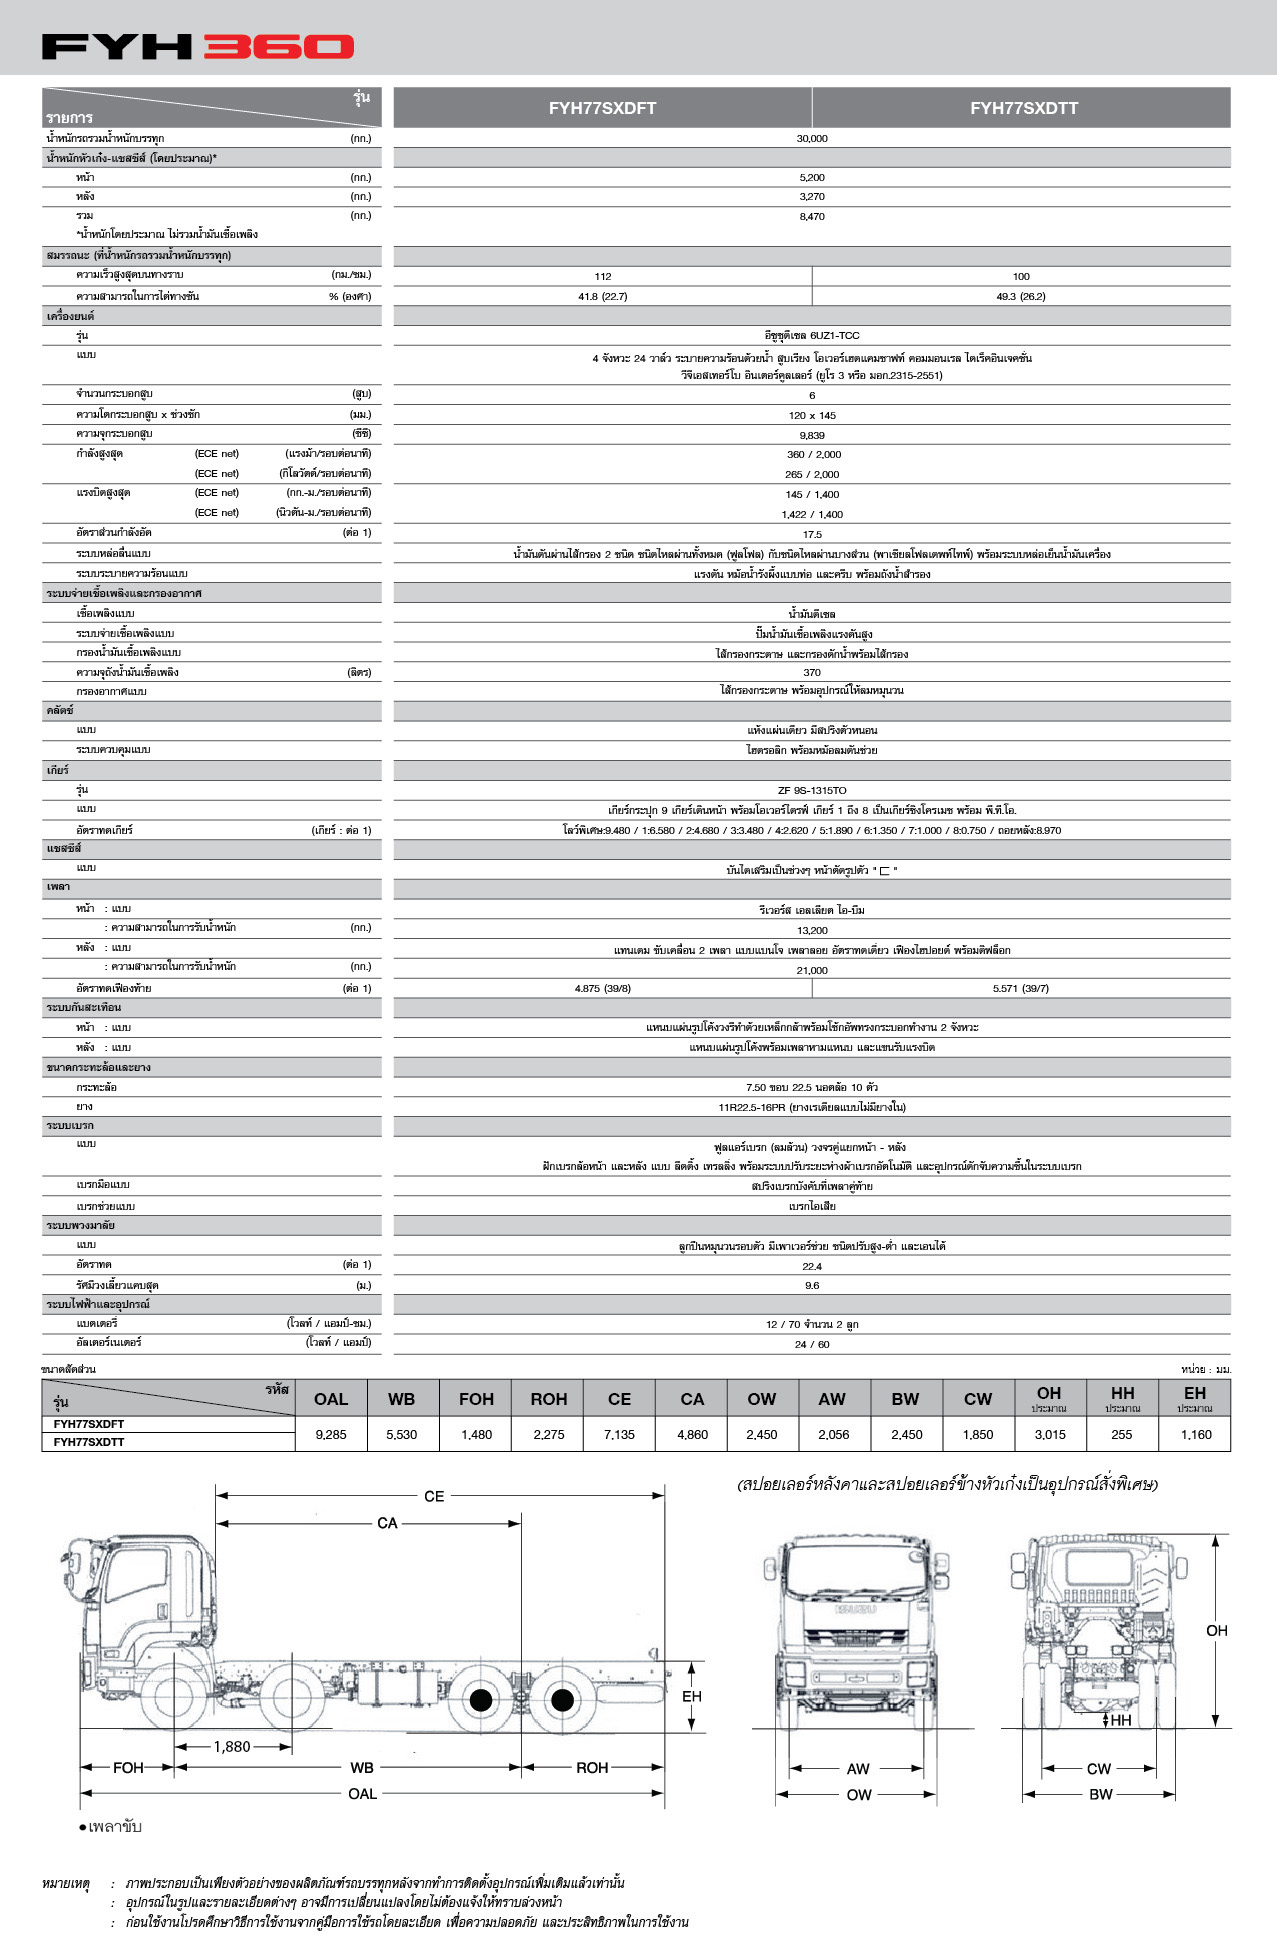 FYH 360
รุ่น
รายการ
FYH77SXDFT FYH77SXDTT
น้ำหนักรถรวมน้ำหนักบรรทุก (กก.) 30,000
น้ำหนักหัวเก๋ง-แชสซีส์ (โดยประมาณ)*
หน้า (กก.) 5,200
หลัง (กก.) 3,270
รวม (กก.) 8,470
*น้ำหนักโดยประมาณ ไม่รวมน้ำมันเชื้อเพลิง
สมรรถนะ (ที่น้ำหนักรถรวมน้ำหนักบรรทุก)
ความเร็วสูงสุดบนทางราบ (กม./ชม.) 112 100
ความสามารถในการไต่ทางชัน % (องศา) 41.8 (22.7) 49.3 (26.2)
เครื่องยนต์
รุ่น อีซูซุดีเซล 6UZ1-TCC
แบบ 4 จังหวะ 24 วาล์ว ระบายความร้อนด้วยน้ำ สูบเรียง โอเวอร์เฮดแคมชาฟท์ คอมมอนเรล ไดเร็คอินเจคชั่น
วีจีเอสเทอร์โบ อินเตอร์คูลเลอร์ (ยูโร 3 หรือ มอก.2315-2551)
จำนวนกระบอกสูบ (สูบ) 6
ความโตกระบอกสูบ x ช่วงชัก (มม.) 120 x 145
ความจุกระบอกสูบ (ซีซี) 9,839
กำลังสูงสุด (ECE net) (แรงม้า/รอบต่อนาที) 360 / 2,000
(ECE net) (กิโลวัตต์/รอบต่อนาที) 265 / 2,000
แรงบิดสูงสุด (ECE net) (กก.-ม./รอบต่อนาที) 145 / 1,400
(ECE net) (นิวตัน-ม./รอบต่อนาที) 1,422 / 1,400
อัตราส่วนกำลังอัด (ต่อ 1) 17.5
ระบบหล่อลื่นแบบ น้ำมันดันผ่านไส้กรอง 2 ชนิด ชนิดไหลผ่านทั้งหมด (ฟูลโฟล) กับชนิดไหลผ่านบางส่วน (พาเชียลโฟลเดพท์ไทพ์) พร้อมระบบหล่อเย็นน้ำมันเครื่อง
ระบบระบายความร้อนแบบ แรงดัน หม้อน้ำรังผึ้งแบบท่อ และครีบ พร้อมถังน้ำสำรอง
ระบบจ่ายเชื้อเพลิงและกรองอากาศ
เชื้อเพลิงแบบ น้ำมันดีเซล
ระบบจ่ายเชื้อเพลิงแบบ ปั๊มน้ำมันเชื้อเพลิงแรงดันสูง
กรองน้ำมันเชื้อเพลิงแบบ ไส้กรองกระดาษ และกรองดักน้ำพร้อมไส้กรอง
ความจุถังน้ำมันเชื้อเพลิง (ลิตร) 370
กรองอากาศแบบ ไส้กรองกระดาษ พร้อมอุปกรณ์ให้ลมหมุนวน
คลัตช์
แบบ แห้งแผ่นเดียว มีสปริงตัวหนอน
ระบบควบคุมแบบ ไฮดรอลิก พร้อมหม้อลมดันช่วย
เกียร์
รุ่น ZF 9S-1315TO
แบบ เกียร์กระปุก 9 เกียร์เดินหน้า พร้อมโอเวอร์ไดรฟ์ เกียร์ 1 ถึง 8 เป็นเกียร์ซิงโครเมช พร้อม พี.ที.โอ.
อัตราทดเกียร์ (เกียร์ : ต่อ 1) โลว์พิเศษ:9.480 / 1:6.580 / 2:4.680 / 3:3.480 / 4:2.620 / 5:1.890 / 6:1.350 / 7:1.000 / 8:0.750 / ถอยหลัง:8.970
แชสซีส์
แบบ บันไดเสริมเป็นช่วงๆ หน้าตัดรูปตัว " ⊏ "
เพลา
หน้า : แบบ รีเวอร์ส เอลเลียต ไอ-บีม
: ความสามารถในการรับน้ำหนัก (กก.) 13,200
หลัง : แบบ แทนเดม ขับเคลื่อน 2 เพลา แบบแบนโจ เพลาลอย อัตราทดเดี่ยว เฟืองไฮปอยด์ พร้อมดิฟล็อก
: ความสามารถในการรับน้ำหนัก (กก.) 21,000
อัตราทดเฟืองท้าย (ต่อ 1) 4.875 (39/8) 5.571 (39/7)
ระบบกันสะเทือน
หน้า : แบบ แหนบแผ่นรูปโค้งวงรีทำด้วยเหล็กกล้าพร้อมโช้กอัพทรงกระบอกทำงาน 2 จังหวะ
หลัง : แบบ แหนบแผ่นรูปโค้งพร้อมเพลาหามแหนบ และแขนรับแรงบิด
ขนาดกระทะล้อและยาง
กระทะล้อ 7.50 ขอบ 22.5 นอตล้อ 10 ตัว
ยาง 11R22.5-16PR (ยางเรเดียลแบบไม่มียางใน)
ระบบเบรก
แบบ ฟูลแอร์เบรก (ลมล้วน) วงจรคู่แยกหน้า - หลัง
ฝักเบรกล้อหน้า และหลัง แบบ ลีดดิ้ง เทรลลิ่ง พร้อมระบบปรับระยะห่างผ้าเบรกอัตโนมัติ และอุปกรณ์ดักจับความชื้นในระบบเบรก
เบรกมือแบบ สปริงเบรกบังคับที่เพลาคู่ท้าย
เบรกช่วยแบบ เบรกไอเสีย
ระบบพวงมาลัย
แบบ ลูกปืนหมุนวนรอบตัว มีเพาเวอร์ช่วย ชนิดปรับสูง-ต่ำ และเอนได้
อัตราทด (ต่อ 1) 22.4
รัศมีวงเลี้ยวแคบสุด (ม.) 9.6
ระบบไฟฟ้าและอุปกรณ์
แบตเตอรี่ (โวลท์ / แอมป์-ชม.) 12 / 70 จำนวน 2 ลูก
อัลเตอร์เนเตอร์ (โวลท์ / แอมป์) 24 / 60
ขนาดสัดส่วน หน่วย : มม.
รหัส
รุ่น
OAL WB FOH ROH CE CA OW AW BW CW OH HH EH
ประมาณ ประมาณ ประมาณ
FYH77SXDFT
FYH77SXDTT
9,285 5,530 1,480 2,275 7,135 4,860 2,450 2,056 2,450 1,850 3,015 255 1,160
(สปอยเลอร์หลังคาและสปอยเลอร์ข้างหัวเก๋งเป็นอุปกรณ์สั่งพิเศษ)
CE
CA
ISUZU
OH
EH
HH
1,880
FOH WB ROH
AW
CW
OAL
OW
BW
●เพลาขับ
หมายเหตุ : ภาพประกอบเป็นเพียงตัวอย่างของผลิตภัณฑ์รถบรรทุกหลังจากทำการติดตั้งอุปกรณ์เพิ่มเติมแล้วเท่านั้น
: อุปกรณ์ในรูปและรายละเอียดต่างๆ อาจมีการเปลี่ยนแปลงโดยไม่ต้องแจ้งให้ทราบล่วงหน้า
: ก่อนใช้งานโปรดศึกษาวิธีการใช้งานจากคู่มือการใช้รถโดยละเอียด เพื่อความปลอดภัย และประสิทธิภาพในการใช้งาน